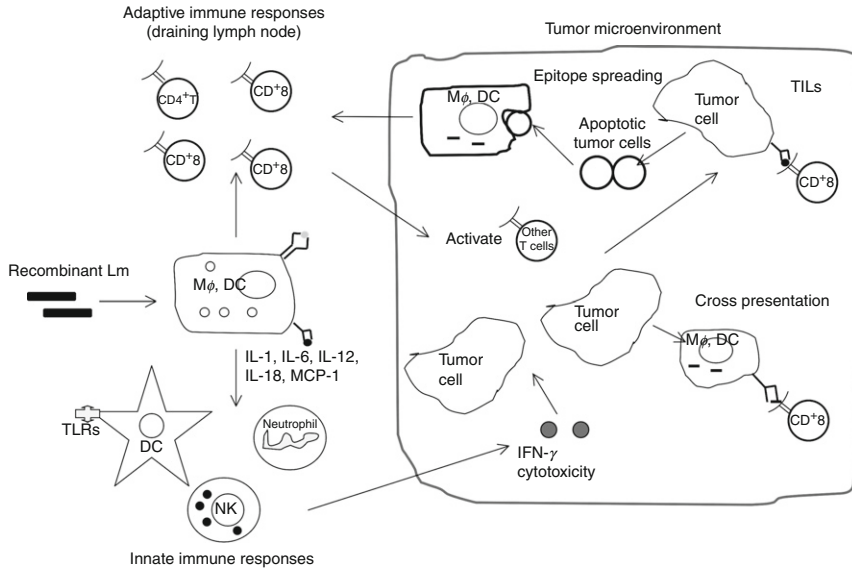 Adaptive immune responses
(draining lymph node)
CD4⁺T
CD⁺8
CD⁺8
CD⁺8
Recombinant Lm
Mϕ, DC
IL-1, IL-6, IL-12,
IL-18, MCP-1
TLRs
DC
Neutrophil
NK
Innate immune responses
Tumor microenvironment
Epitope spreading
Mϕ, DC
Apoptotic
tumor cells
Tumor
cell
TILs
CD⁺8
Activate
Other
T cells
Tumor
cell
Tumor
cell
Cross presentation
Mϕ, DC
CD⁺8
IFN-γ
cytotoxicity